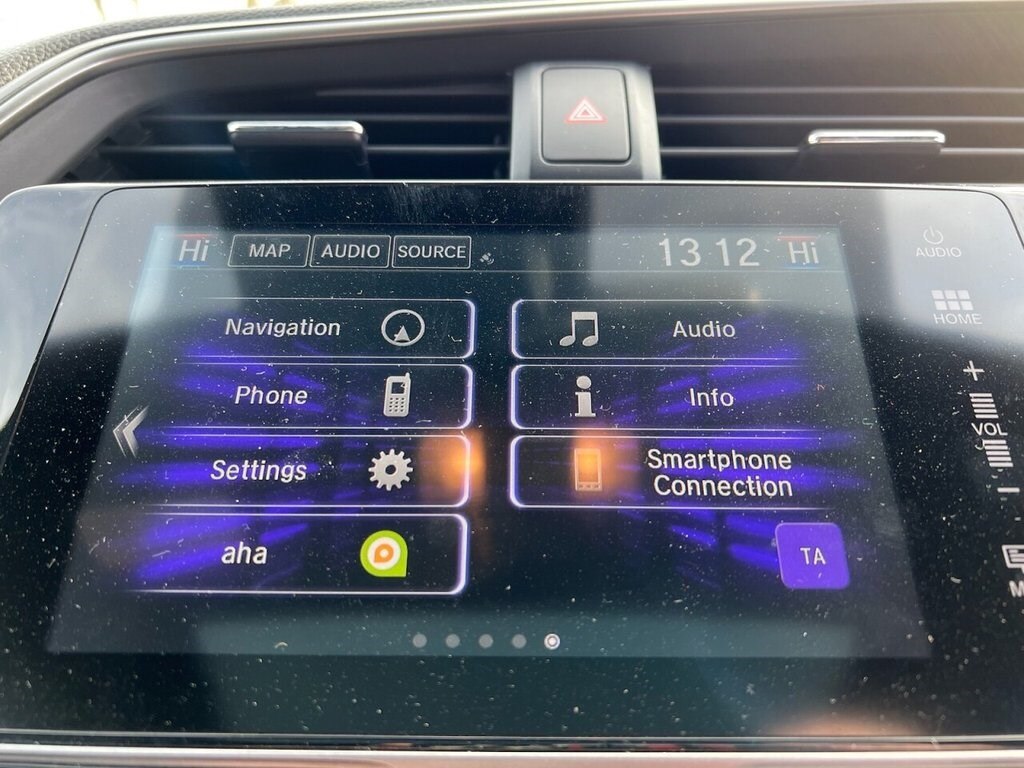 Hi MAP AUDIO SOURCE 13 12 Hi
AUDIO
HOME
Navigation
Audio
Phone
Info
Settings
Smartphone
Connection
aha
TA
+
VOL
-